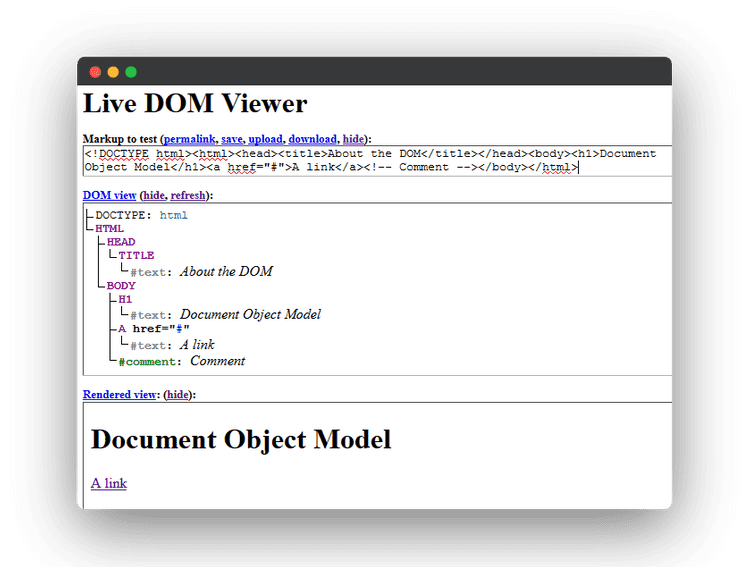 Live DOM Viewer
Markup to test (permalink, save, upload, download, hide):
<!DOCTYPE html><html><head><title>About the DOM</title></head><body><h1>Document
Object Model</h1><a href="#">A link</a><!-- Comment --></body></html>
DOM view (hide, refresh):
DOCTYPE: html
HTML
HEAD
TITLE
#text: About the DOM
BODY
H1
#text: Document Object Model
A href="#"
#text: A link
#comment: Comment
Rendered view: (hide):
Document Object Model
A link